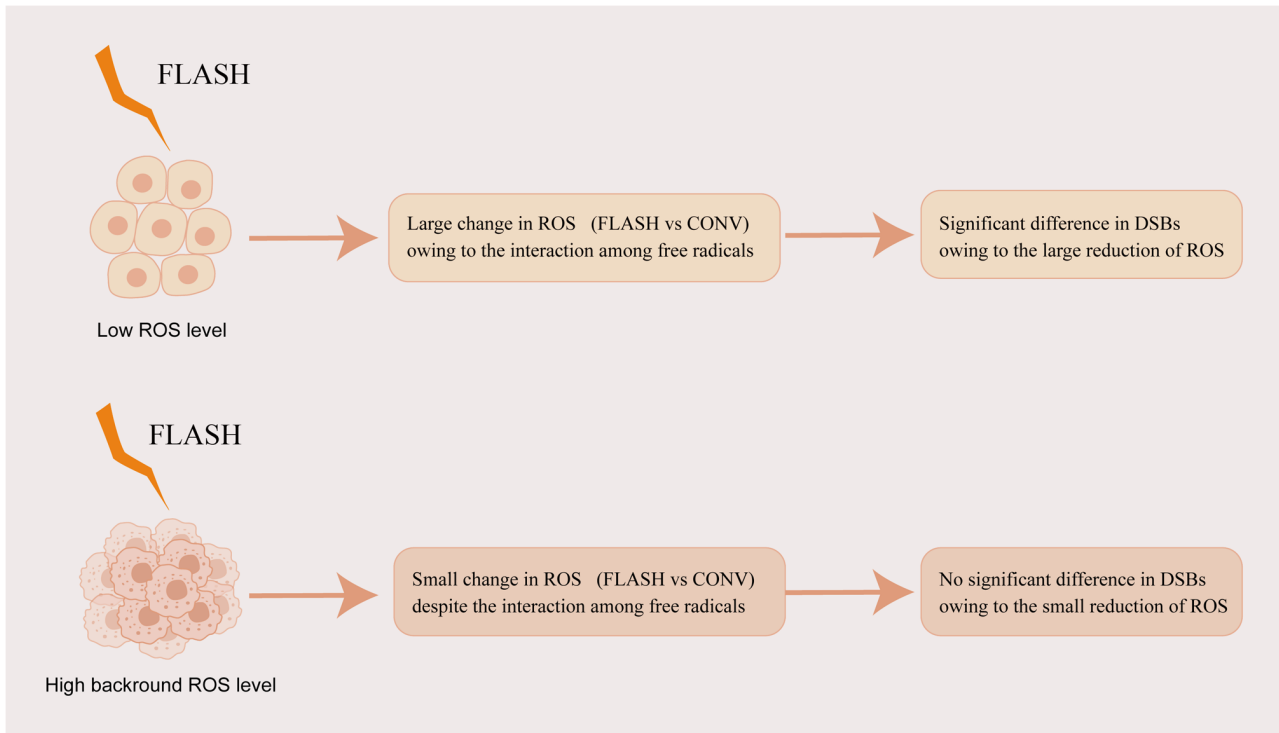 FLASH
Large change in ROS (FLASH vs CONV)
owing to the interaction among free radicals
Significant difference in DSBs
owing to the large reduction of ROS
Low ROS level
FLASH
Small change in ROS (FLASH vs CONV)
despite the interaction among free radicals
No significant difference in DSBs
owing to the small reduction of ROS
High backround ROS level